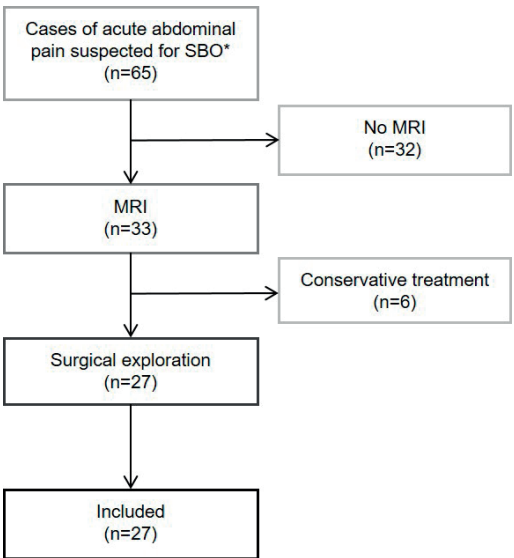 Cases of acute abdominal
pain suspected for SBO*
(n=65)
No MRI
(n=32)
MRI
(n=33)
Conservative treatment
(n=6)
Surgical exploration
(n=27)
Included
(n=27)